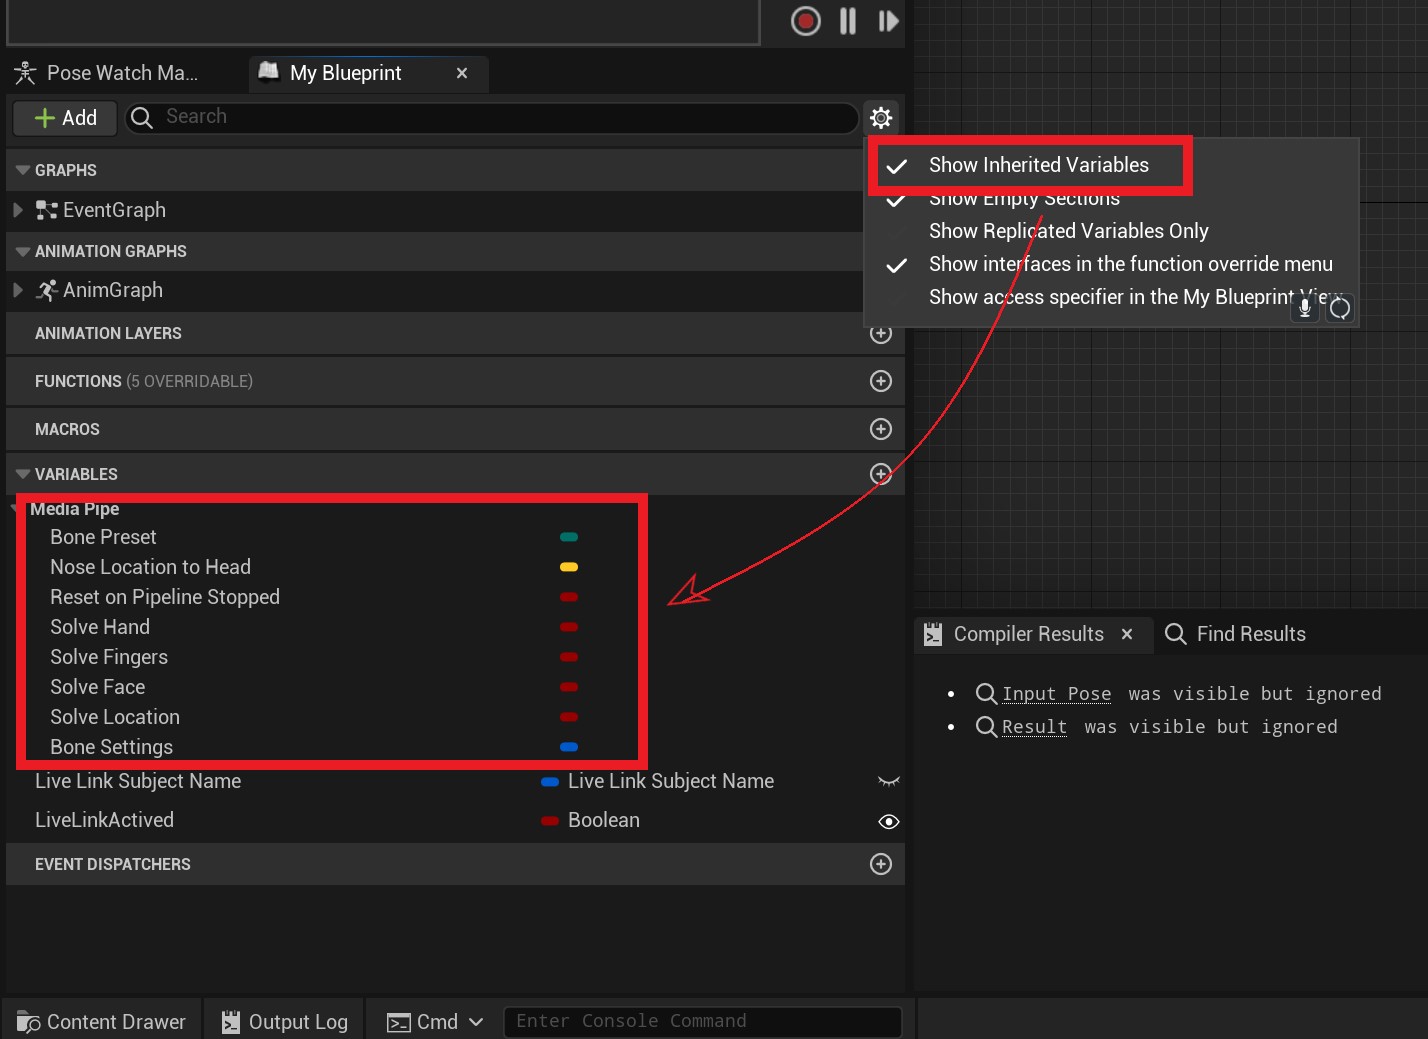 Pose Watch Ma...
My Blueprint
Add
Search
GRAPHS
EventGraph
ANIMATION GRAPHS
AnimGraph
ANIMATION LAYERS
FUNCTIONS (5 OVERRIDABLE)
MACROS
VARIABLES
Media Pipe
Bone Preset
Nose Location to Head
Reset on Pipeline Stopped
Solve Hand
Solve Fingers
Solve Face
Solve Location
Bone Settings
Live Link Subject Name Live Link Subject Name
LiveLinkActived Boolean
EVENT DISPATCHERS
Show Inherited Variables
Show Empty Sections
Show Replicated Variables Only
Show interfaces in the function override menu
Show access specifier in the My Blueprint View
Compiler Results
Find Results
• Input Pose was visible but ignored
• Result was visible but ignored
Content Drawer
Output Log
Cmd
Enter Console Command